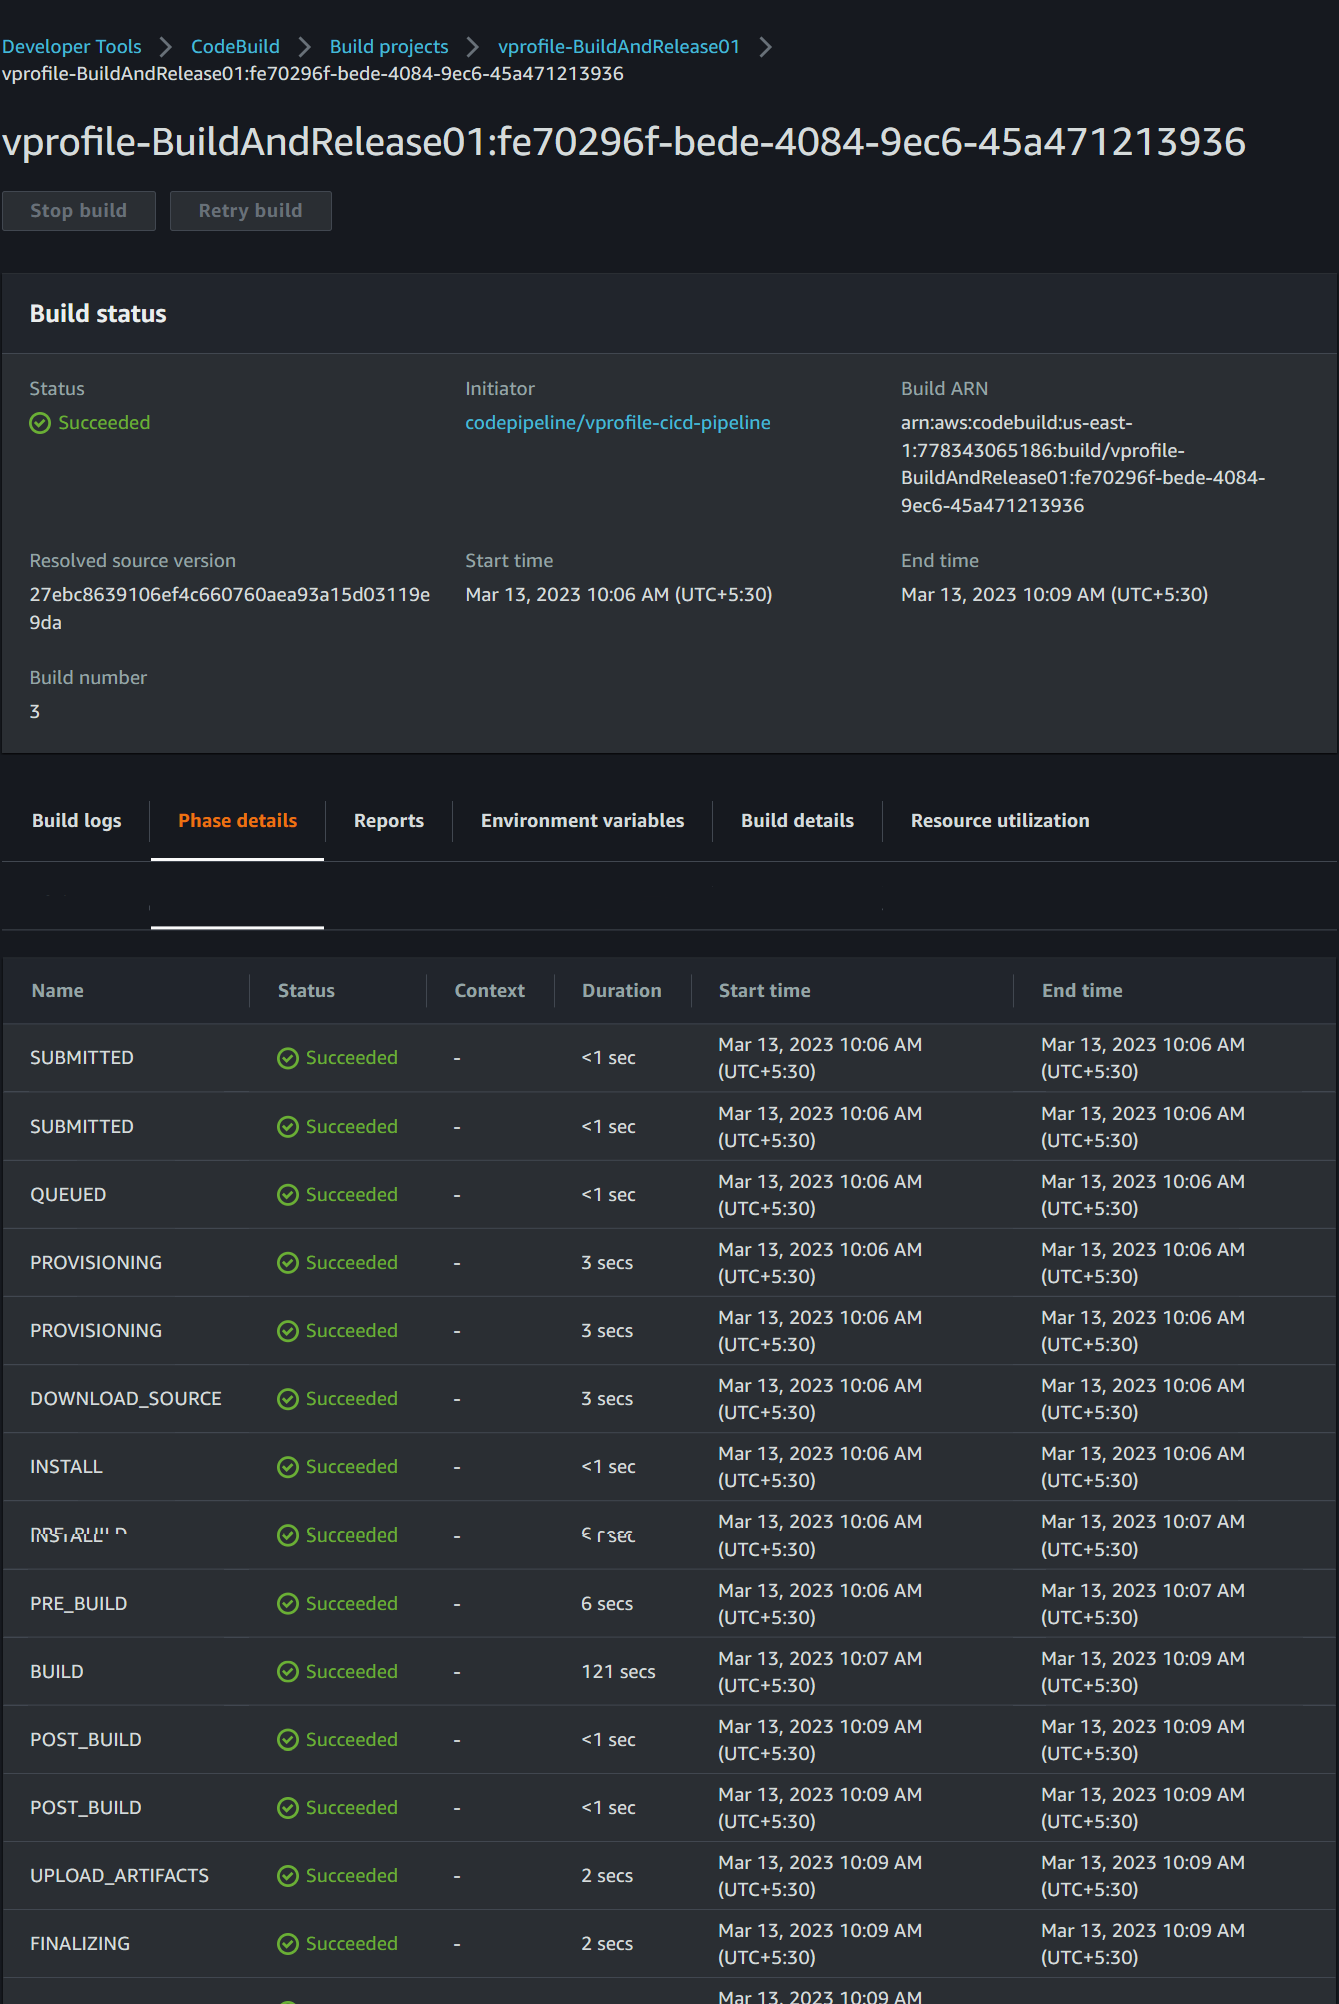 Developer Tools > CodeBuild > Build projects > vprofile-BuildAndRelease01 >
vprofile-BuildAndRelease01:fe70296f-bede-4084-9ec6-45a471213936
vprofile-BuildAndRelease01:fe70296f-bede-4084-9ec6-45a471213936
Stop build Retry build
Build status
Status
Succeeded
Initiator
codepipeline/vprofile-cicd-pipeline
Build ARN
arn:aws:codebuild:us-east-
1:778343065186:build/vprofile-
BuildAndRelease01:fe70296f-bede-4084-
9ec6-45a471213936
Resolved source version
27ebc8639106ef4c660760aea93a15d03119e
9da
Start time
Mar 13, 2023 10:06 AM (UTC+5:30)
End time
Mar 13, 2023 10:09 AM (UTC+5:30)
Build number
3
Build logs Phase details Reports Environment variables Build details Resource utilization
Name Status Context Duration Start time End time
SUBMITTED Succeeded - <1 sec Mar 13, 2023 10:06 AM Mar 13, 2023 10:06 AM
(UTC+5:30) (UTC+5:30)
SUBMITTED Succeeded - <1 sec Mar 13, 2023 10:06 AM Mar 13, 2023 10:06 AM
(UTC+5:30) (UTC+5:30)
QUEUED Succeeded - <1 sec Mar 13, 2023 10:06 AM Mar 13, 2023 10:06 AM
(UTC+5:30) (UTC+5:30)
PROVISIONING Succeeded - 3 secs Mar 13, 2023 10:06 AM Mar 13, 2023 10:06 AM
(UTC+5:30) (UTC+5:30)
PROVISIONING Succeeded - 3 secs Mar 13, 2023 10:06 AM Mar 13, 2023 10:06 AM
(UTC+5:30) (UTC+5:30)
DOWNLOAD_SOURCE Succeeded - 3 secs Mar 13, 2023 10:06 AM Mar 13, 2023 10:06 AM
(UTC+5:30) (UTC+5:30)
INSTALL Succeeded - <1 sec Mar 13, 2023 10:06 AM Mar 13, 2023 10:06 AM
(UTC+5:30) (UTC+5:30)
Succeeded - Mar 13, 2023 10:06 AM Mar 13, 2023 10:07 AM
(UTC+5:30) (UTC+5:30)
PRE_BUILD Succeeded - 6 secs Mar 13, 2023 10:06 AM Mar 13, 2023 10:07 AM
(UTC+5:30) (UTC+5:30)
BUILD Succeeded - 121 secs Mar 13, 2023 10:07 AM Mar 13, 2023 10:09 AM
(UTC+5:30) (UTC+5:30)
POST_BUILD Succeeded - <1 sec Mar 13, 2023 10:09 AM Mar 13, 2023 10:09 AM
(UTC+5:30) (UTC+5:30)
POST_BUILD Succeeded - <1 sec Mar 13, 2023 10:09 AM Mar 13, 2023 10:09 AM
(UTC+5:30) (UTC+5:30)
UPLOAD_ARTIFACTS Succeeded - 2 secs Mar 13, 2023 10:09 AM Mar 13, 2023 10:09 AM
(UTC+5:30) (UTC+5:30)
FINALIZING Succeeded - 2 secs Mar 13, 2023 10:09 AM Mar 13, 2023 10:09 AM
(UTC+5:30) (UTC+5:30)
Mar 13, 2023 10:09 AM